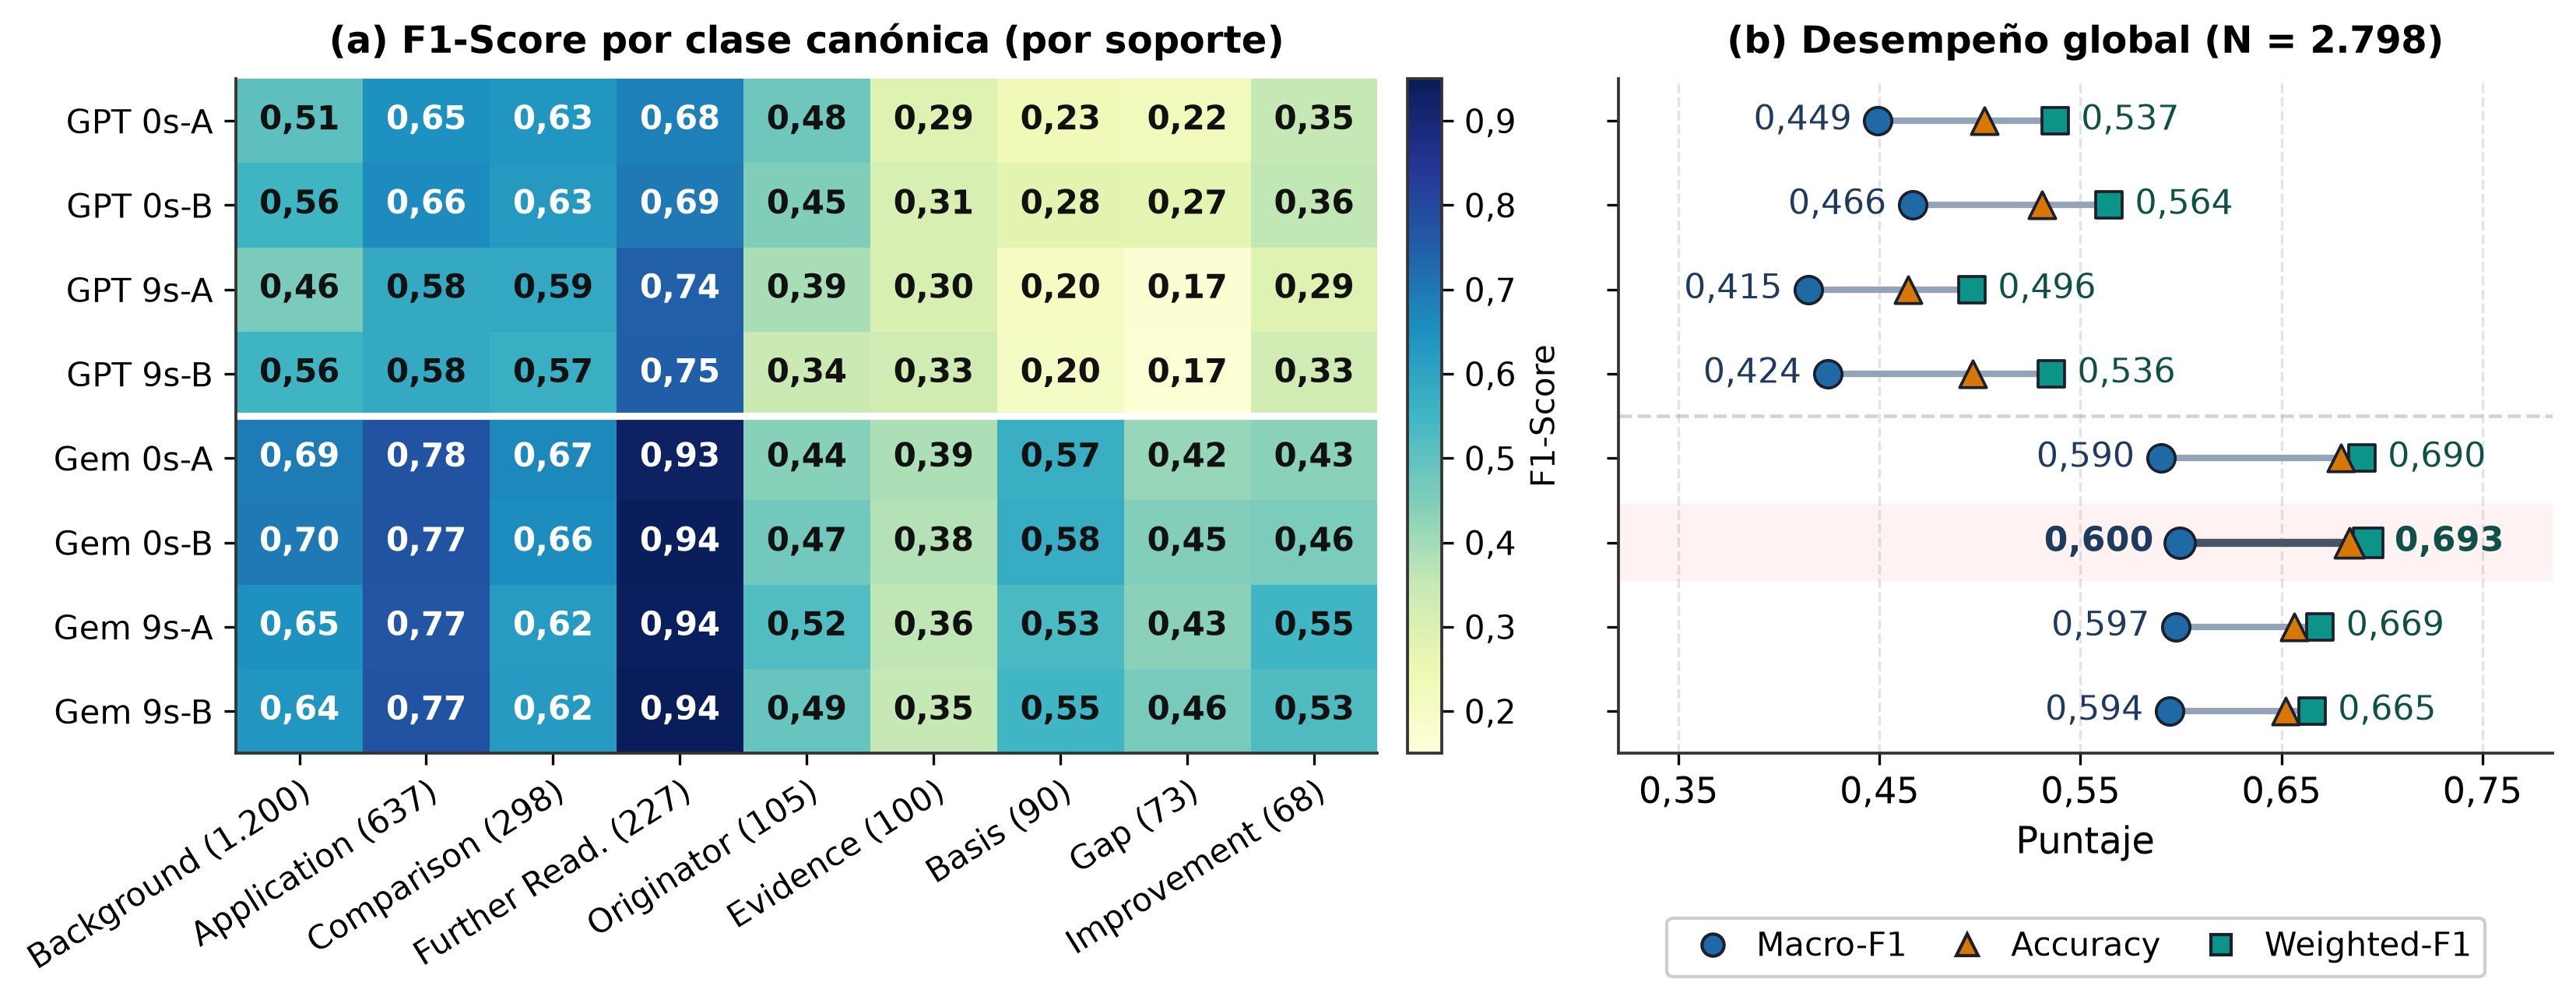 (a) F1-Score por clase canónica (por soporte)
GPT 0s-A 0,51 0,65 0,63 0,68 0,48 0,29 0,23 0,22 0,35
GPT 0s-B 0,56 0,66 0,63 0,69 0,45 0,31 0,28 0,27 0,36
GPT 9s-A 0,46 0,58 0,59 0,74 0,39 0,30 0,20 0,17 0,29
GPT 9s-B 0,56 0,58 0,57 0,75 0,34 0,33 0,20 0,17 0,33
Gem 0s-A 0,69 0,78 0,67 0,93 0,44 0,39 0,57 0,42 0,43
Gem 0s-B 0,70 0,77 0,66 0,94 0,47 0,38 0,58 0,45 0,46
Gem 9s-A 0,65 0,77 0,62 0,94 0,52 0,36 0,53 0,43 0,55
Gem 9s-B 0,64 0,77 0,62 0,94 0,49 0,35 0,55 0,46 0,53
Background (1.200)
Application (637)
Comparison (298)
Further Read. (227)
Originator (105)
Evidence (100)
Basis (90)
Gap (73)
Improvement (68)
0,9
0,8
0,7
0,6
0,5
0,4
0,3
0,2
F1-Score
(b) Desempeño global (N = 2.798)
0,449 0,537
0,466 0,564
0,415 0,496
0,424 0,536
0,590 0,690
0,600 0,693
0,597 0,669
0,594 0,665
0,35 0,45 0,55 0,65 0,75
Puntaje
Macro-F1 Accuracy Weighted-F1